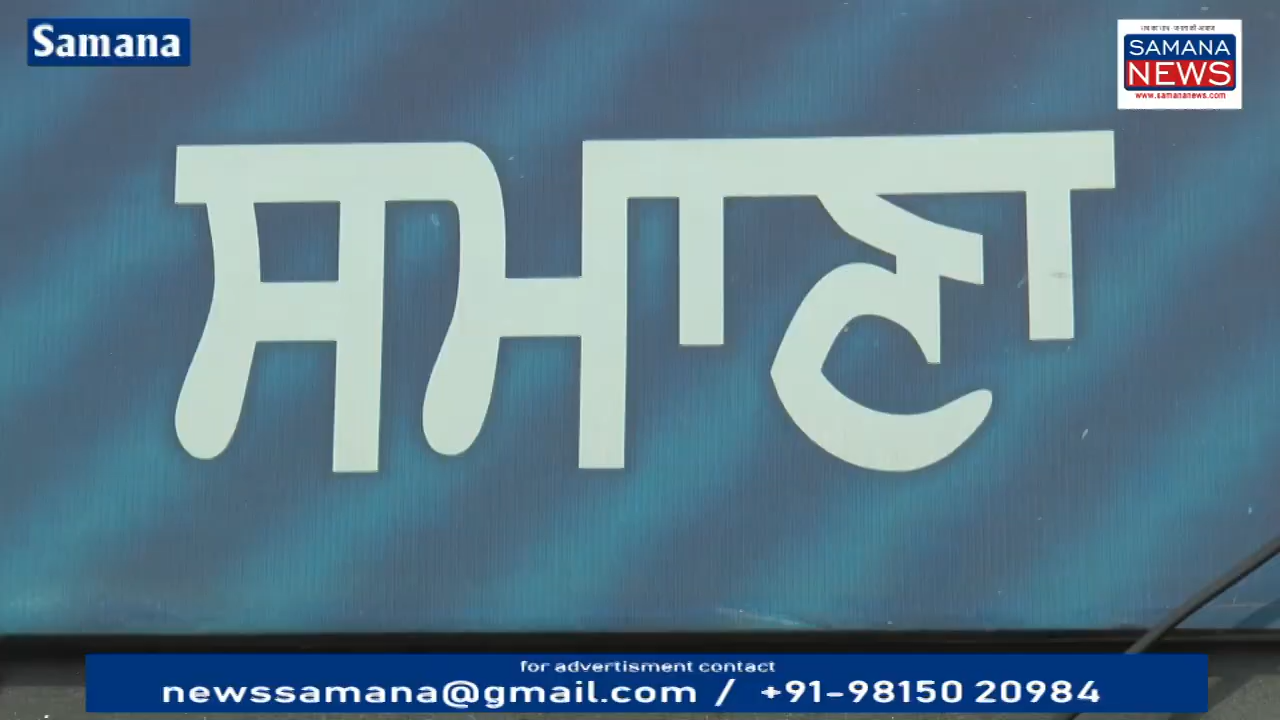 Samana
SAMANA
NEWS
www.samananews.com
ਸਮਾਣਾ
for advertisment contact
newssamana@gmail.com / +91-98150 20984